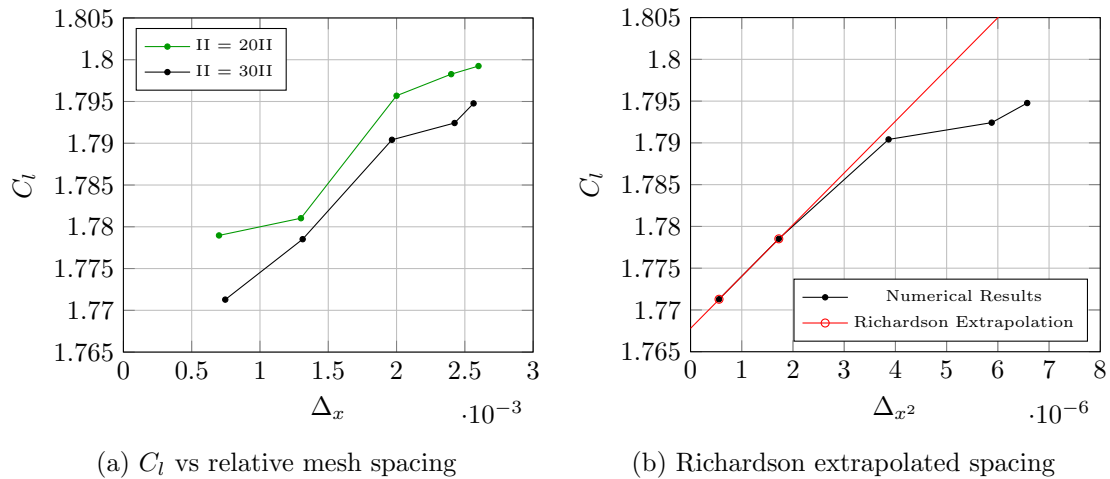 1.805
1.8
1.795
1.79
1.785
1.78
1.775
1.77
1.765
C_l
II = 20II
II = 30II
0 0.5 1 1.5 2 2.5 3
Δ_x ·10^{-3}
(a) C_l vs relative mesh spacing
1.805
1.8
1.795
1.79
1.785
1.78
1.775
1.77
1.765
C_l
Numerical Results
Richardson Extrapolation
0 1 2 3 4 5 6 7 8
Δ_{x^2} ·10^{-6}
(b) Richardson extrapolated spacing